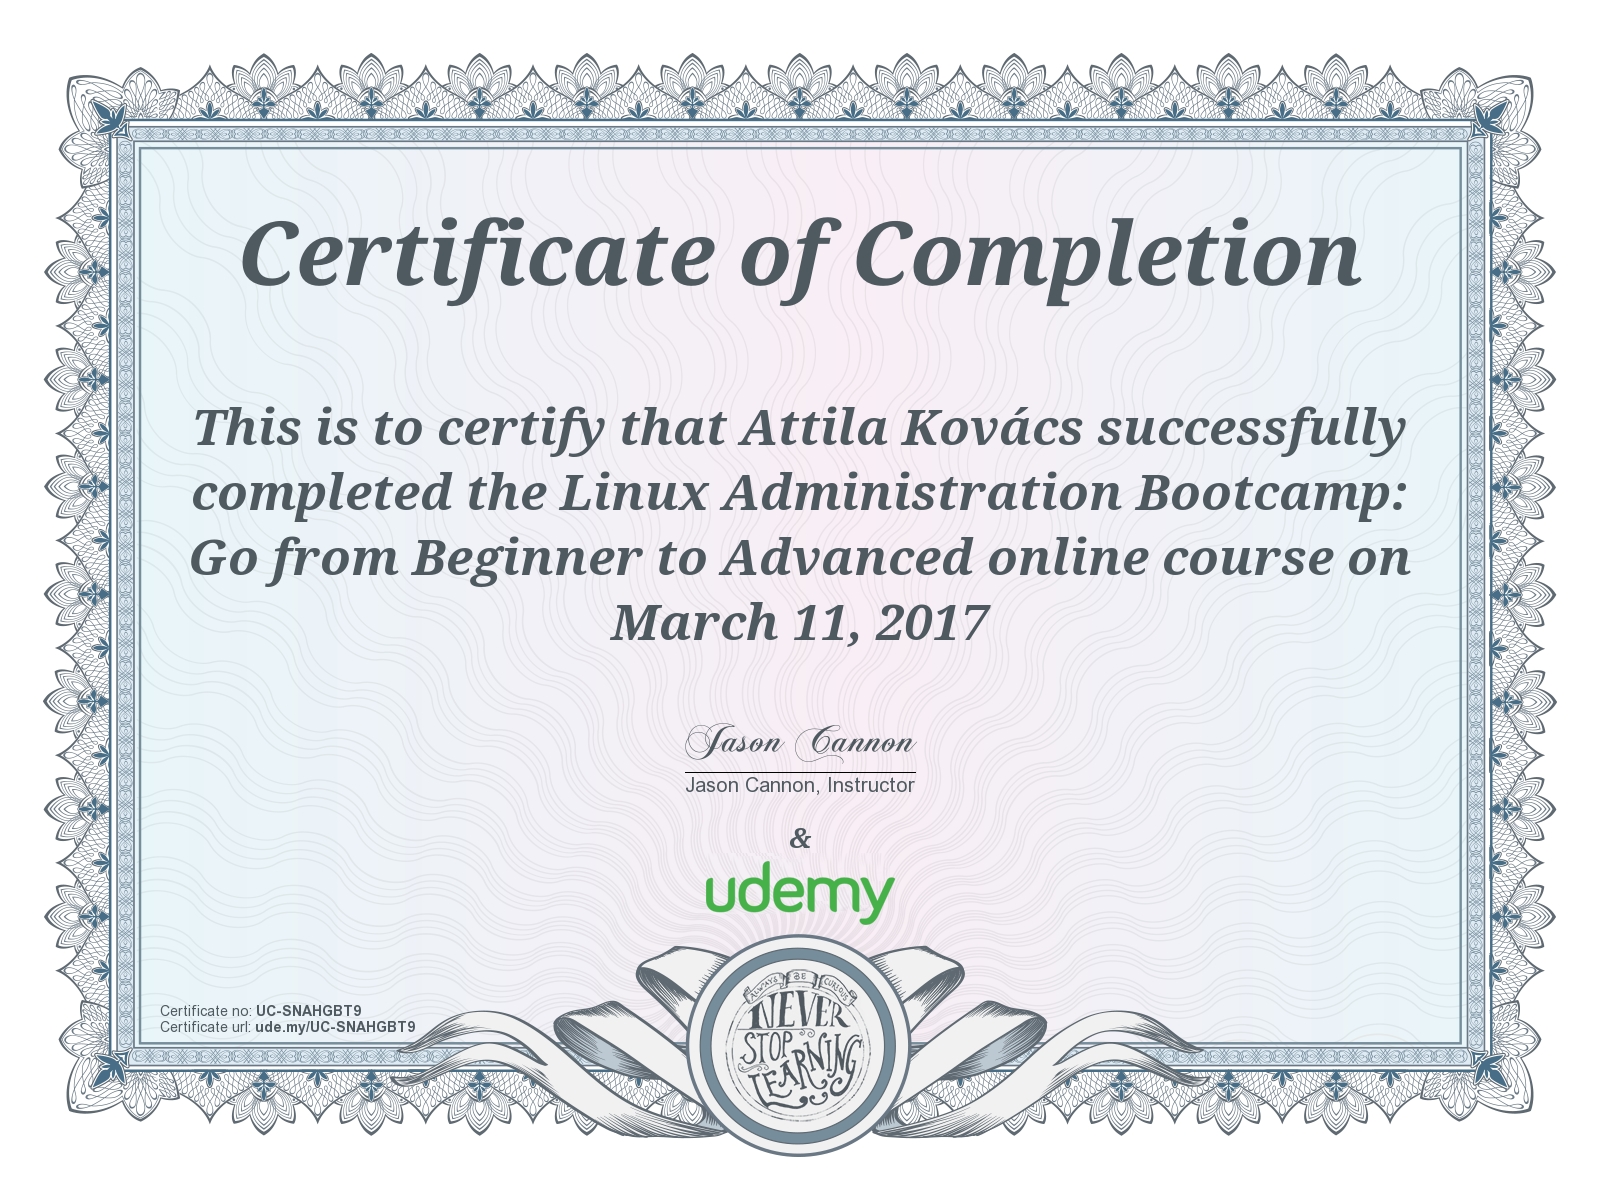 Certificate of Completion
This is to certify that Attila Kovács successfully
completed the Linux Administration Bootcamp:
Go from Beginner to Advanced online course on
March 11, 2017
Jason Cannon
Jason Cannon, Instructor
&
udemy
Certificate no: UC-SNAHGBT9
Certificate url: ude.my/UC-SNAHGBT9
ALWAYS BE CURIOUS
NEVER
STOP
LEARNING